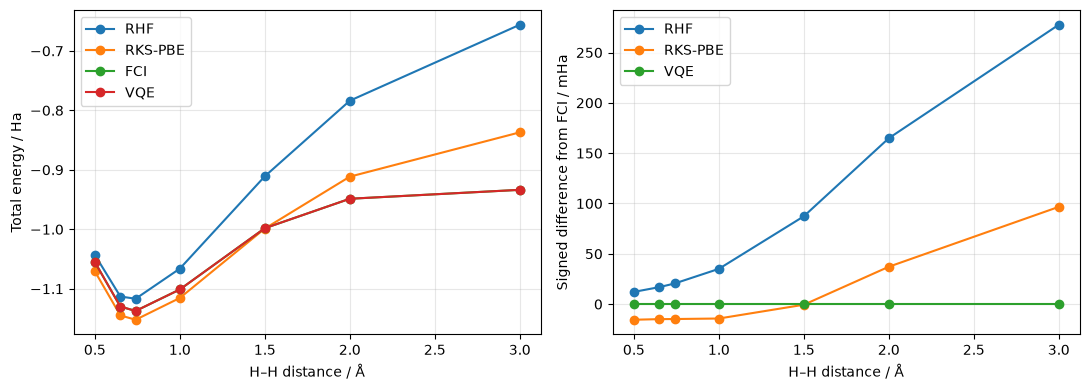 Total energy / Ha
−0.7
−0.8
−0.9
−1.0
−1.1
RHF
RKS-PBE
FCI
VQE
0.5 1.0 1.5 2.0 2.5 3.0
H–H distance / Å
Signed difference from FCI / mHa
250
200
150
100
50
0
RHF
RKS-PBE
VQE
0.5 1.0 1.5 2.0 2.5 3.0
H–H distance / Å